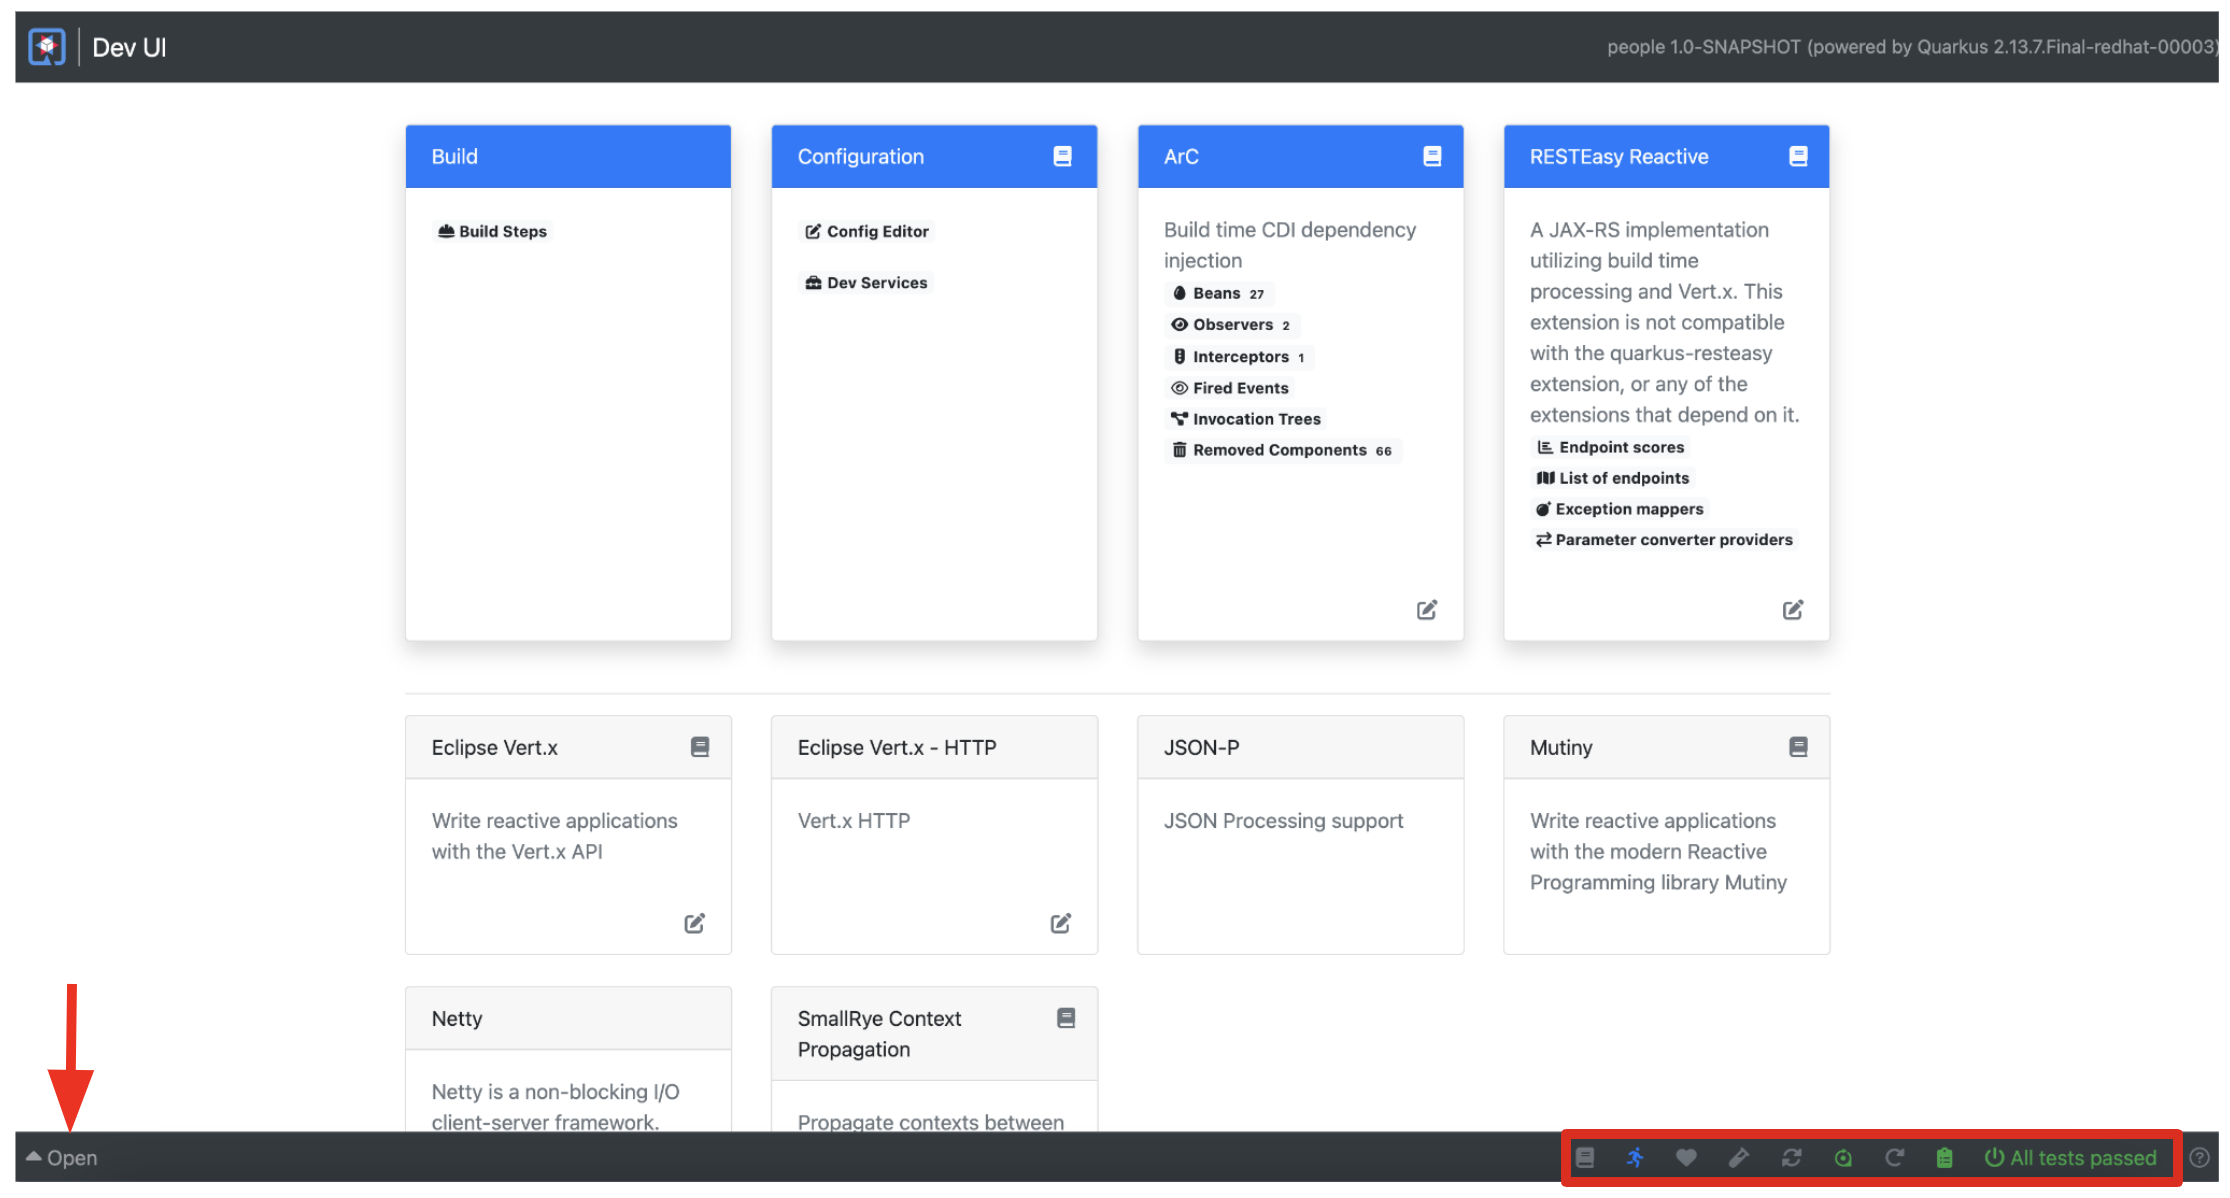 Dev UI
people 1.0-SNAPSHOT (powered by Quarkus 2.13.7.Final-redhat-00003)
Build
Build Steps
Configuration
Config Editor
Dev Services
ArC
Build time CDI dependency
injection
Beans 27
Observers 2
Interceptors 1
Fired Events
Invocation Trees
Removed Components 66
RESTEasy Reactive
A JAX-RS implementation
utilizing build time
processing and Vert.x. This
extension is not compatible
with the quarkus-resteasy
extension, or any of the
extensions that depend on it.
Endpoint scores
List of endpoints
Exception mappers
Parameter converter providers
Eclipse Vert.x
Write reactive applications
with the Vert.x API
Eclipse Vert.x - HTTP
Vert.x HTTP
JSON-P
JSON Processing support
Mutiny
Write reactive applications
with the modern Reactive
Programming library Mutiny
Netty
Netty is a non-blocking I/O
client-server framework.
SmallRye Context
Propagation
Propagate contexts between
Open
All tests passed